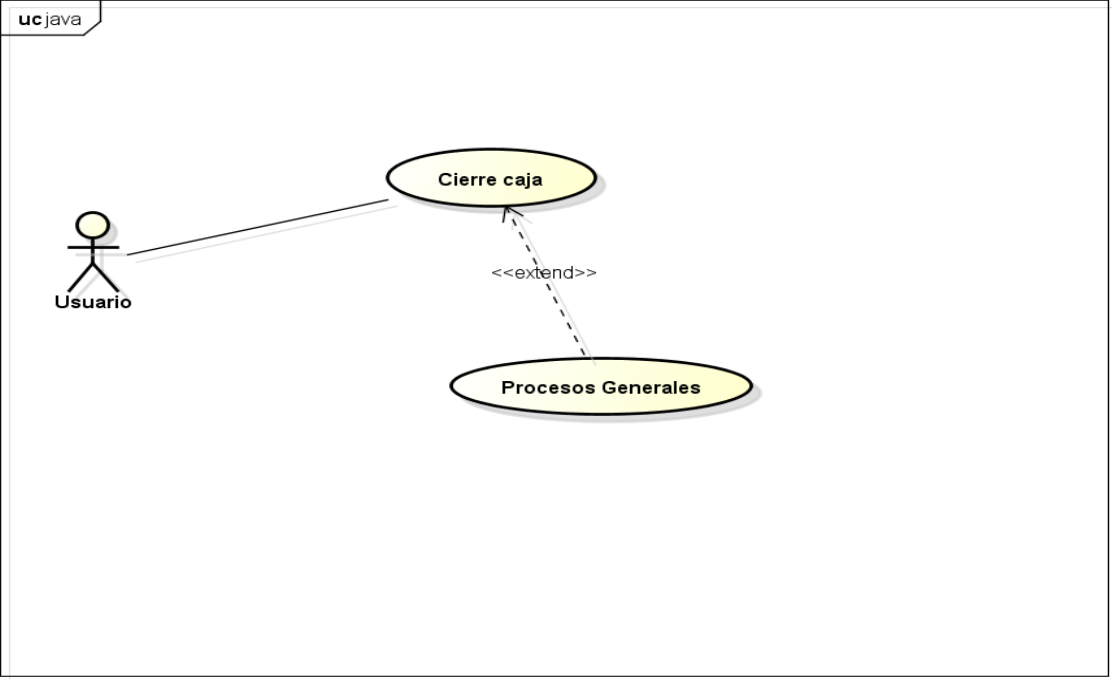 uc java
Cierre caja
Usuario
<<extend>>
Procesos Generales